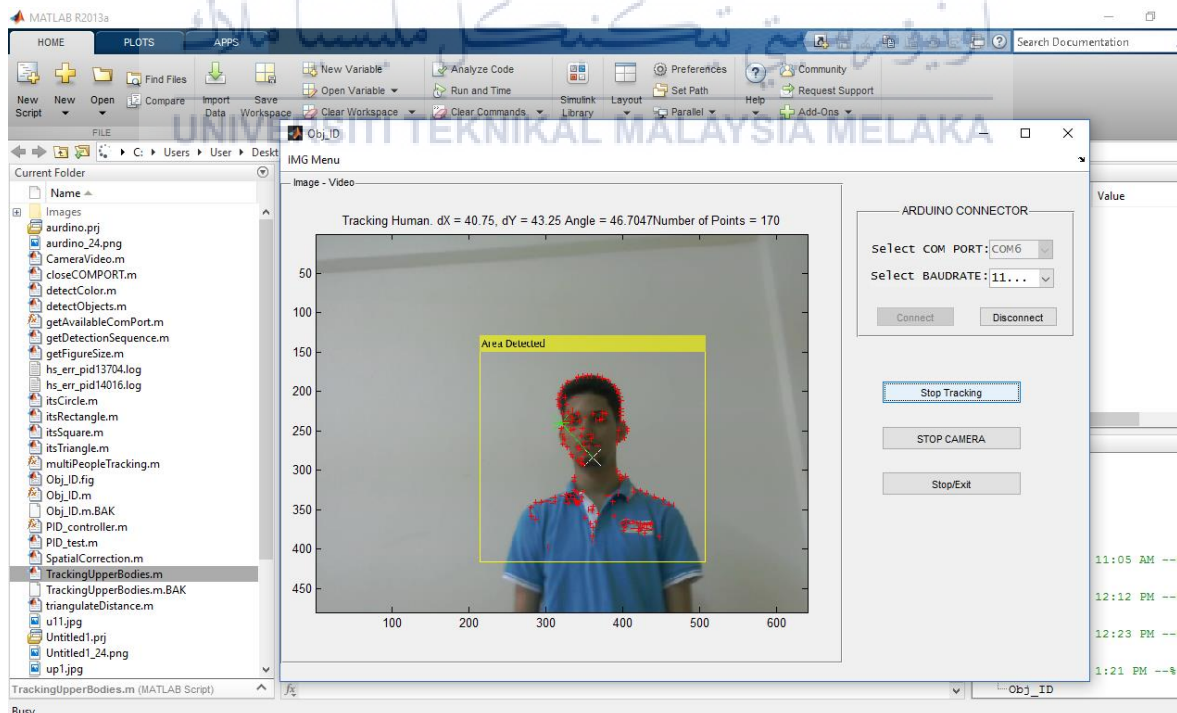 MATLAB R2013a
HOME PLOTS APPS
Search Documentation
اونيورسيتي تيكنيكل مليسيا ملاك
New Script
New
Open
Find Files
Compare
Import Data
Save Workspace
New Variable
Open Variable
Clear Workspace
Analyze Code
Run and Time
Clear Commands
Simulink Library
Layout
Preferences
Set Path
Parallel
Help
Community
Request Support
Add-Ons
FILE
UNIVERSITI TEKNIKAL MALAYSIA MELAKA
C: Users User Deskt
Current Folder
Name
Images
aurdino.prj
aurdino_24.png
CameraVideo.m
closeCOMPORT.m
detectColor.m
detectObjects.m
getAvailableComPort.m
getDetectionSequence.m
getFigureSize.m
hs_err_pid13704.log
hs_err_pid14016.log
itsCircle.m
itsRectangle.m
itsSquare.m
itsTriangle.m
multiPeopleTracking.m
Obj_ID.fig
Obj_ID.m
Obj_ID.m.BAK
PID_controller.m
PID_test.m
SpatialCorrection.m
TrackingUpperBodies.m
TrackingUpperBodies.m.BAK
triangulateDistance.m
u11.jpg
Untitled1.prj
Untitled1_24.png
up1.jpg
TrackingUpperBodies.m (MATLAB Script)
Busy
Obj_ID
IMG Menu
Image - Video
Tracking Human. dX = 40.75, dY = 43.25 Angle = 46.7047Number of Points = 170
50
100
150
200
250
300
350
400
450
100 200 300 400 500 600
Area Detected
ARDUINO CONNECTOR
Select COM PORT: COM6
Select BAUDRATE: 11...
Connect Disconnect
Stop Tracking
STOP CAMERA
Stop/Exit
fx
Value
11:05 AM --
12:12 PM --
12:23 PM --
1:21 PM --%
Obj_ID